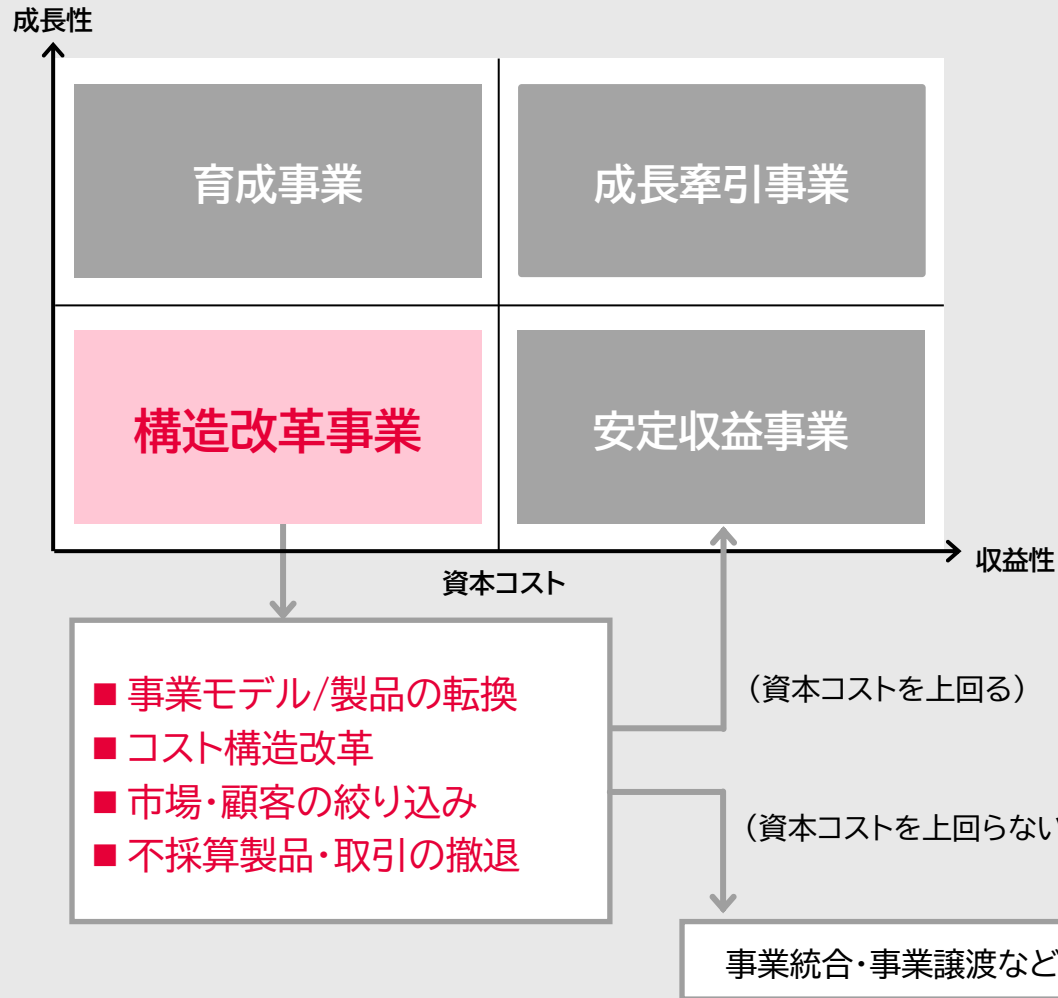 成長性
育成事業
成長牽引事業
構造改革事業
安定収益事業
収益性
資本コスト
■ 事業モデル/製品の転換
■ コスト構造改革
■ 市場・顧客の絞り込み
■ 不採算製品・取引の撤退
（資本コストを上回る）
（資本コストを上回らない
事業統合・事業譲渡など